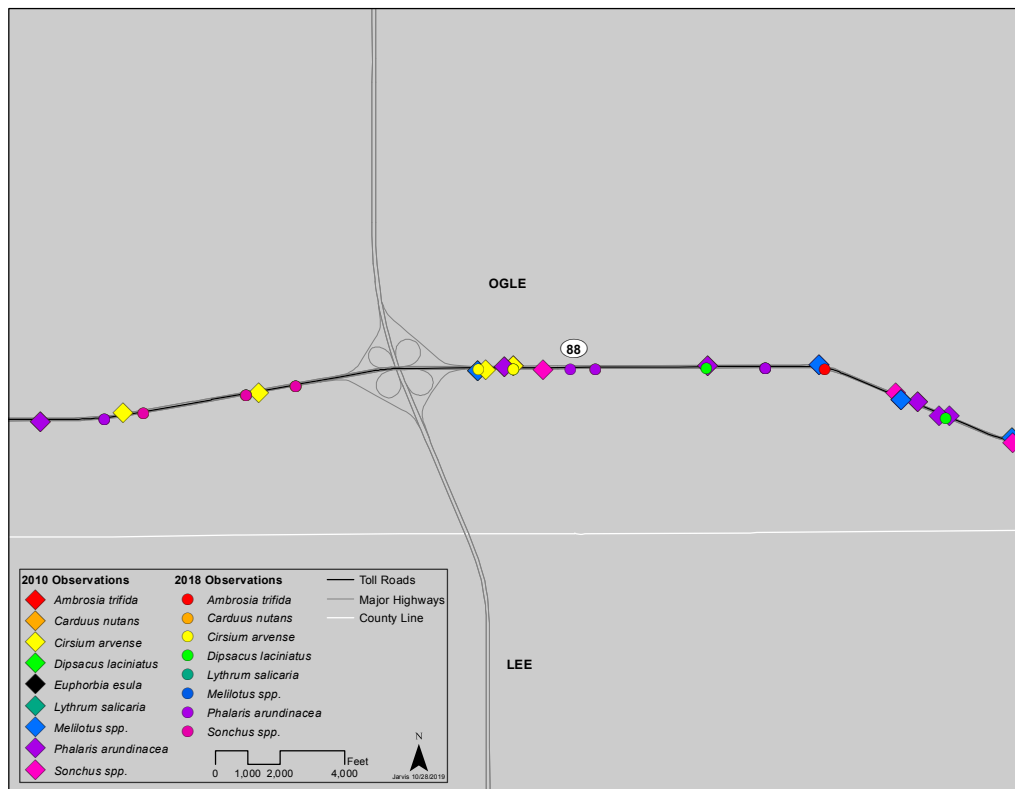 OGLE
88
LEE
2010 Observations
Ambrosia trifida
Carduus nutans
Cirsium arvense
Dipsacus laciniatus
Euphorbia esula
Lythrum salicaria
Melilotus spp.
Phalaris arundinacea
Sonchus spp.
2018 Observations
Ambrosia trifida
Carduus nutans
Cirsium arvense
Dipsacus laciniatus
Lythrum salicaria
Melilotus spp.
Phalaris arundinacea
Sonchus spp.
Toll Roads
Major Highways
County Line
Feet
0 1,000 2,000 4,000
N
Jarvis 10/28/2019